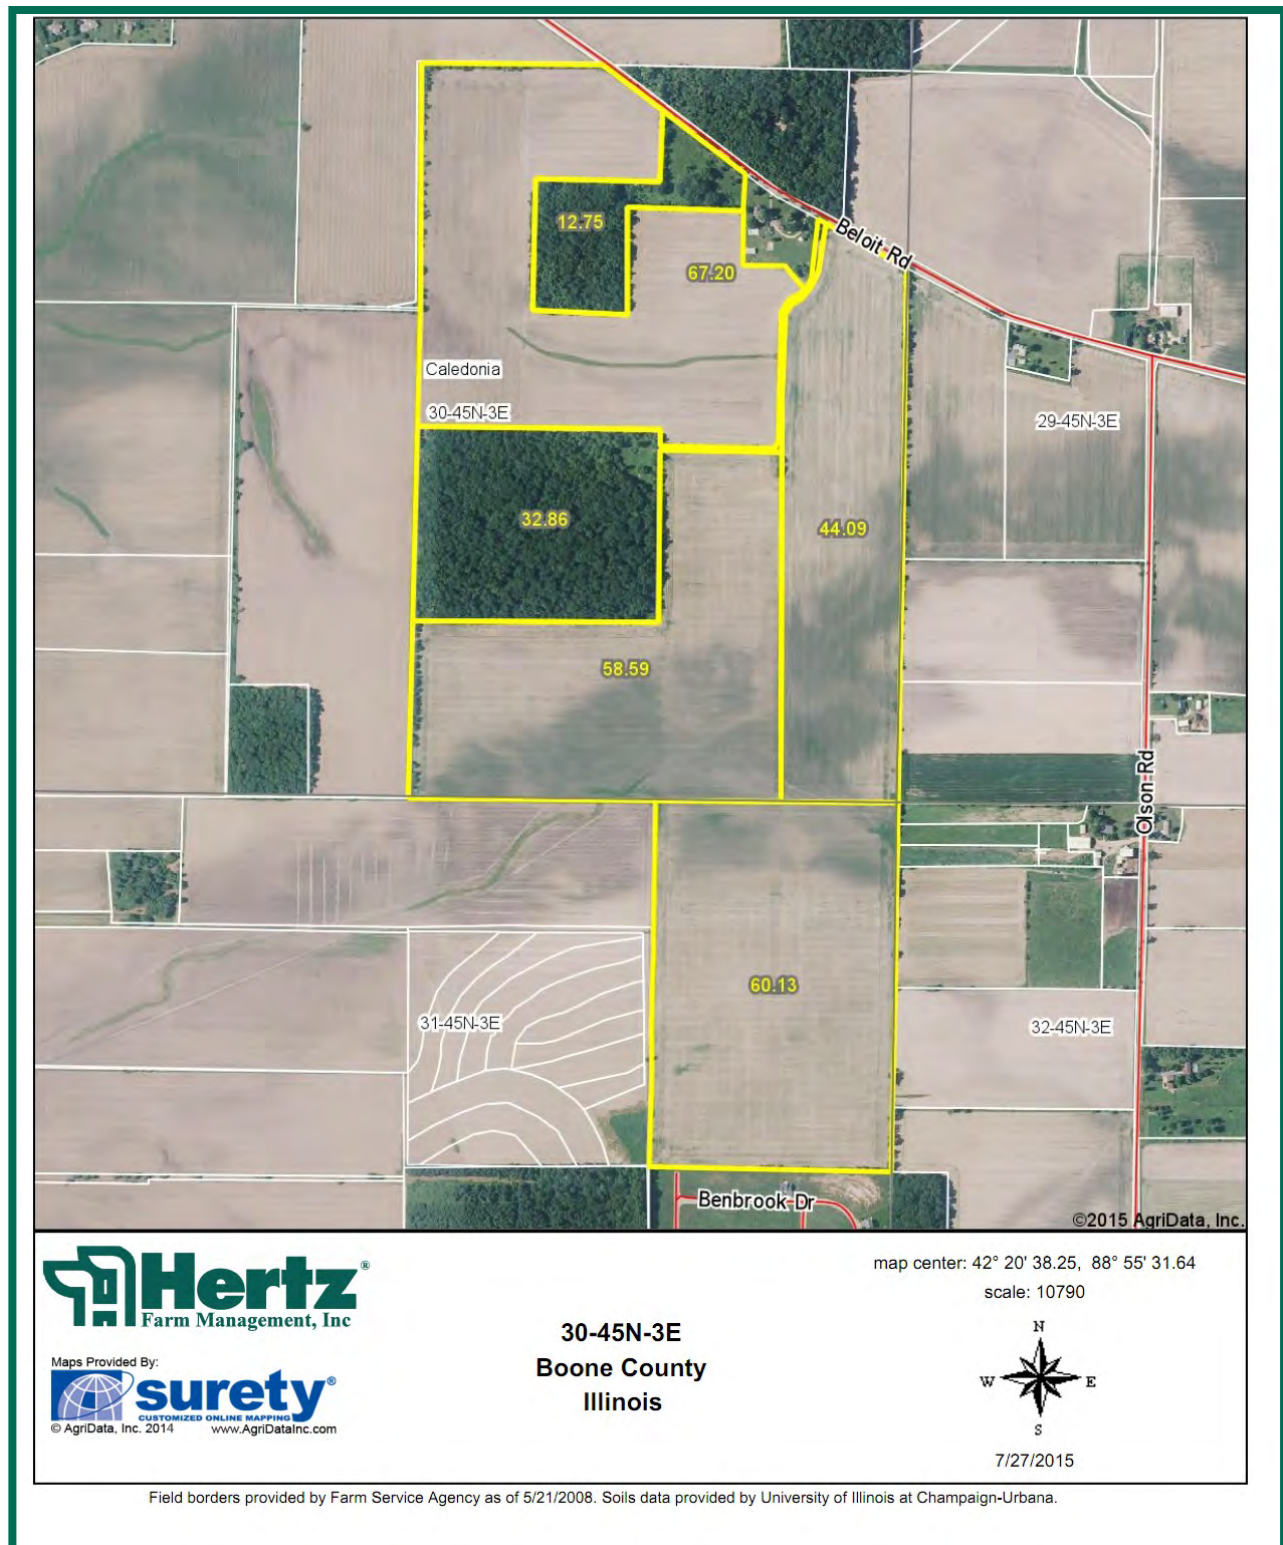 Beloit Rd
12.75
67.20
Caledonia
30-45N-3E
29-45N-3E
32.86
44.09
58.59
Olson Rd
60.13
31-45N-3E
32-45N-3E
Benbrook Dr
©2015 AgriData, Inc.
Hertz®
Farm Management, Inc
Maps Provided By:
surety®
CUSTOMIZED ONLINE MAPPING
© AgriData, Inc. 2014 www.AgriDataInc.com
30-45N-3E
Boone County
Illinois
map center: 42° 20' 38.25, 88° 55' 31.64
scale: 10790
N
W E
S
7/27/2015
Field borders provided by Farm Service Agency as of 5/21/2008. Soils data provided by University of Illinois at Champaign-Urbana.